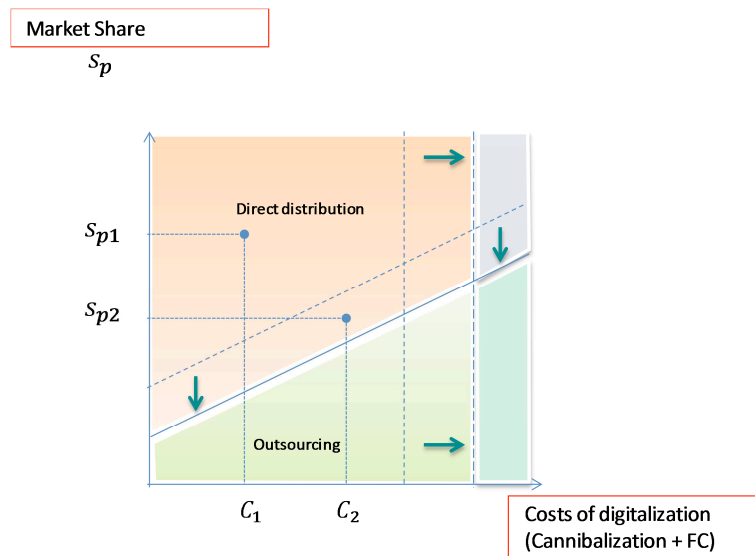 Market Share
S_p
Direct distribution
S_p1
S_p2
Outsourcing
C_1
C_2
Costs of digitalization
(Cannibalization + FC)